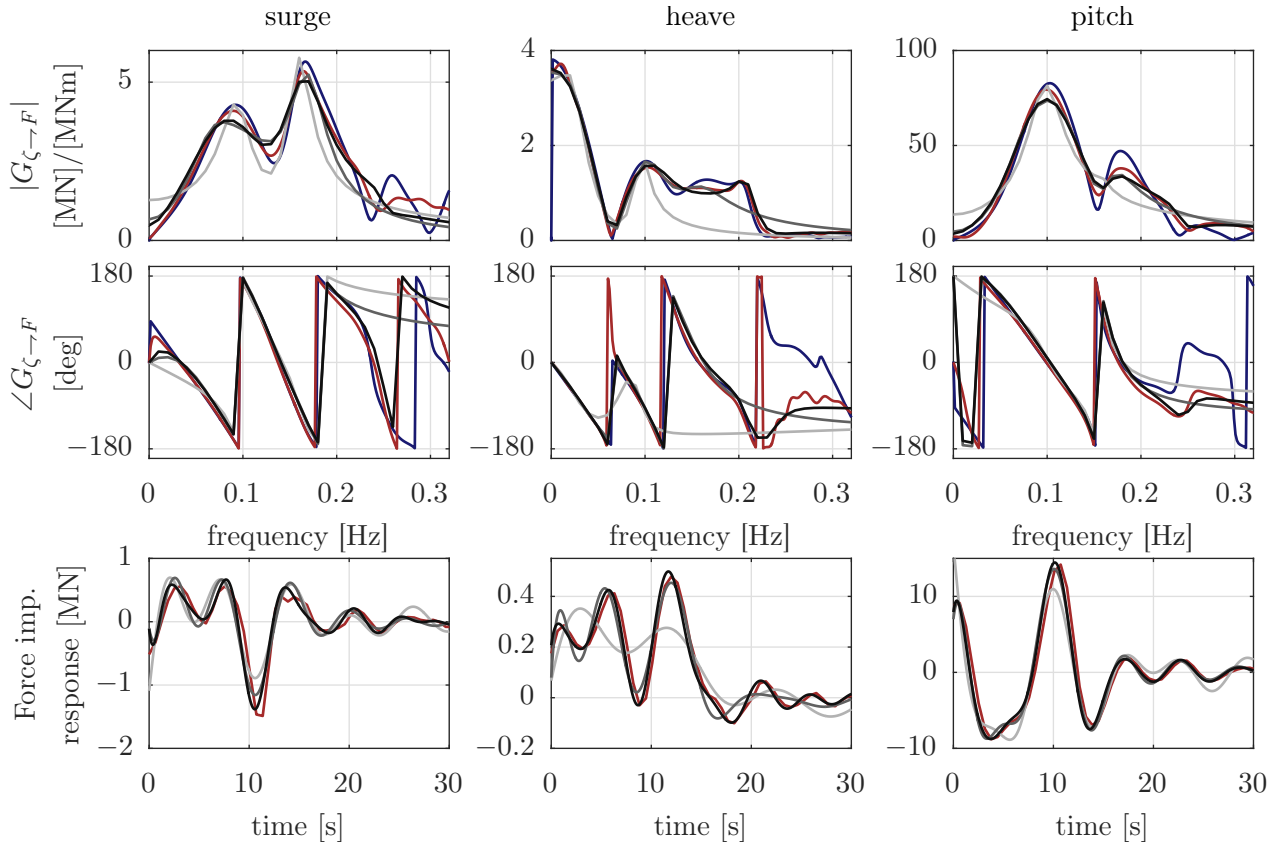 surge heave pitch
|G_{ζ→F}|
[MN]/[MNm]
5
0
4
2
0
100
50
0
∠G_{ζ→F}
[deg]
180
0
−180
180
0
−180
180
0
−180
0 0.1 0.2 0.3
0 0.1 0.2 0.3
0 0.1 0.2 0.3
frequency [Hz] frequency [Hz] frequency [Hz]
Force imp.
response [MN]
1
0
−1
−2
0.4
0.2
0
−0.2
10
0
−10
0 10 20 30
0 10 20 30
0 10 20 30
time [s] time [s] time [s]